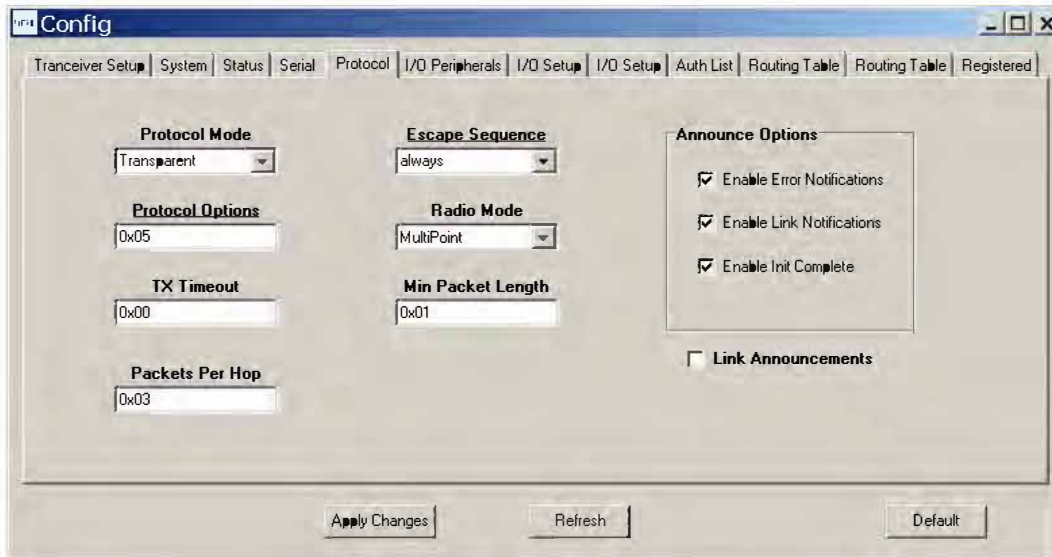 Config
Tranceiver Setup System Status Serial Protocol I/O Peripherals I/O Setup I/O Setup Auth List Routing Table Routing Table Registered
Protocol Mode
Transparent
Protocol Options
0x05
TX Timeout
0x00
Packets Per Hop
0x03
Escape Sequence
always
Radio Mode
MultiPoint
Min Packet Length
0x01
Announce Options
Enable Error Notifications
Enable Link Notifications
Enable Init Complete
Link Announcements
Apply Changes Refresh Default